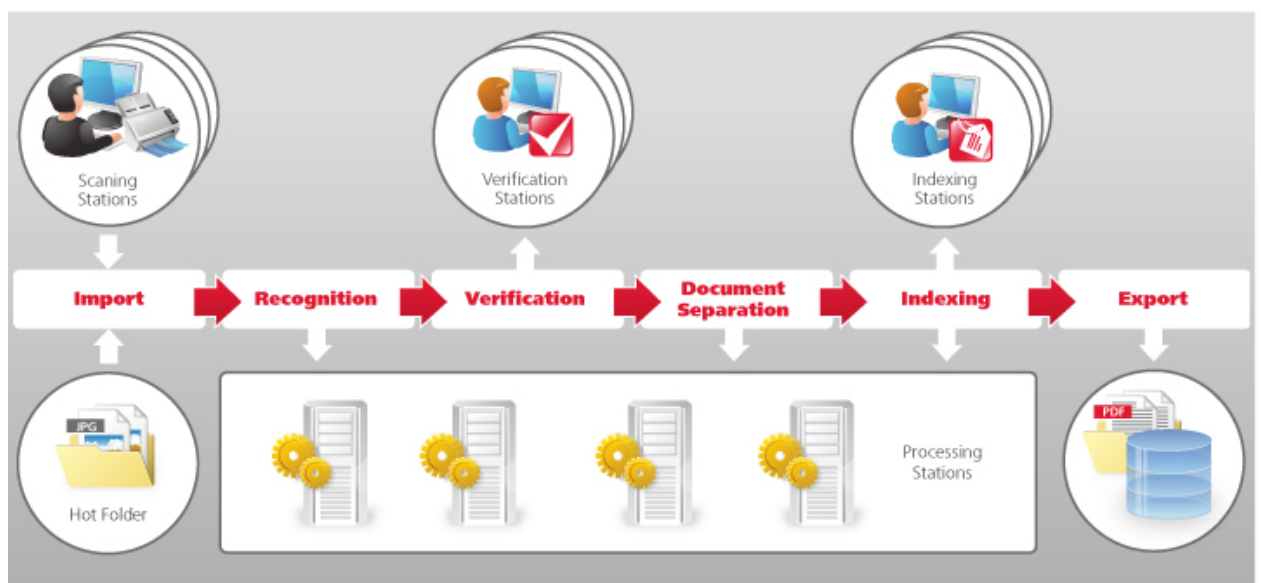 Scaning
Stations
Verification
Stations
Indexing
Stations
Import
Recognition
Verification
Document
Separation
Indexing
Export
JPG
Hot Folder
Processing
Stations
PDF